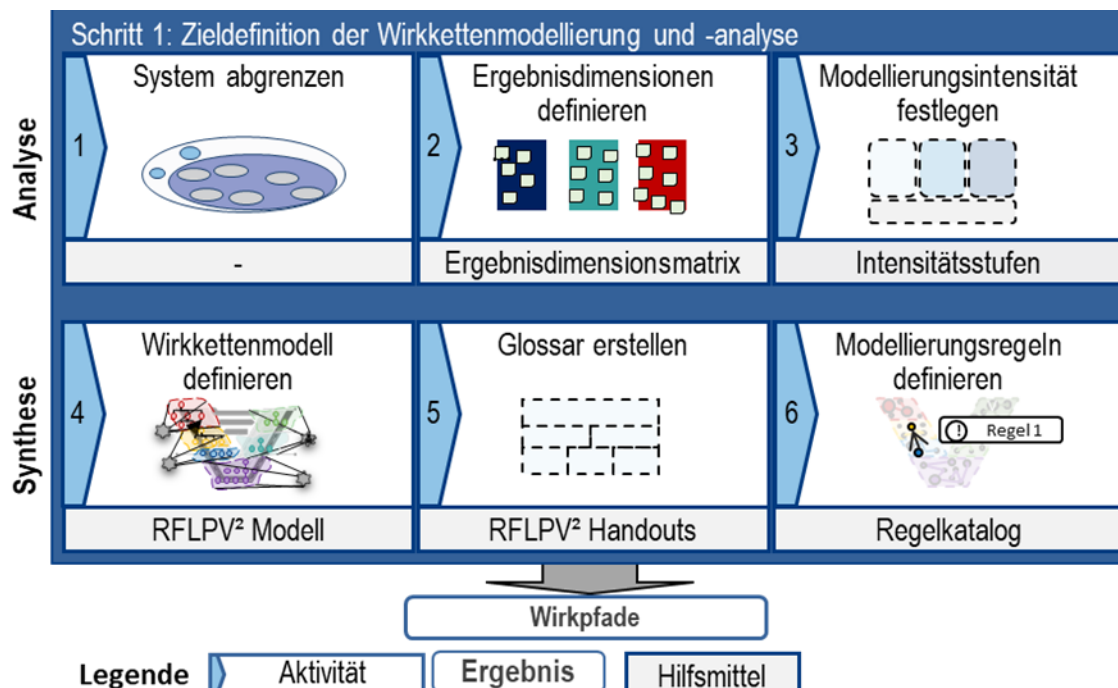 Schritt 1: Zieldefinition der Wirkkettenmodellierung und -analyse
Analyse
1
System abgrenzen
-
2
Ergebnisdimensionen
definieren
Ergebnisdimensionsmatrix
3
Modellierungsintensität
festlegen
Intensitätsstufen
Synthese
4
Wirkkettenmodell
definieren
RFLPV² Modell
5
Glossar erstellen
RFLPV² Handouts
6
Modellierungsregeln
definieren
! Regel 1
Regelkatalog
Wirkpfade
Legende
Aktivität
Ergebnis
Hilfsmittel